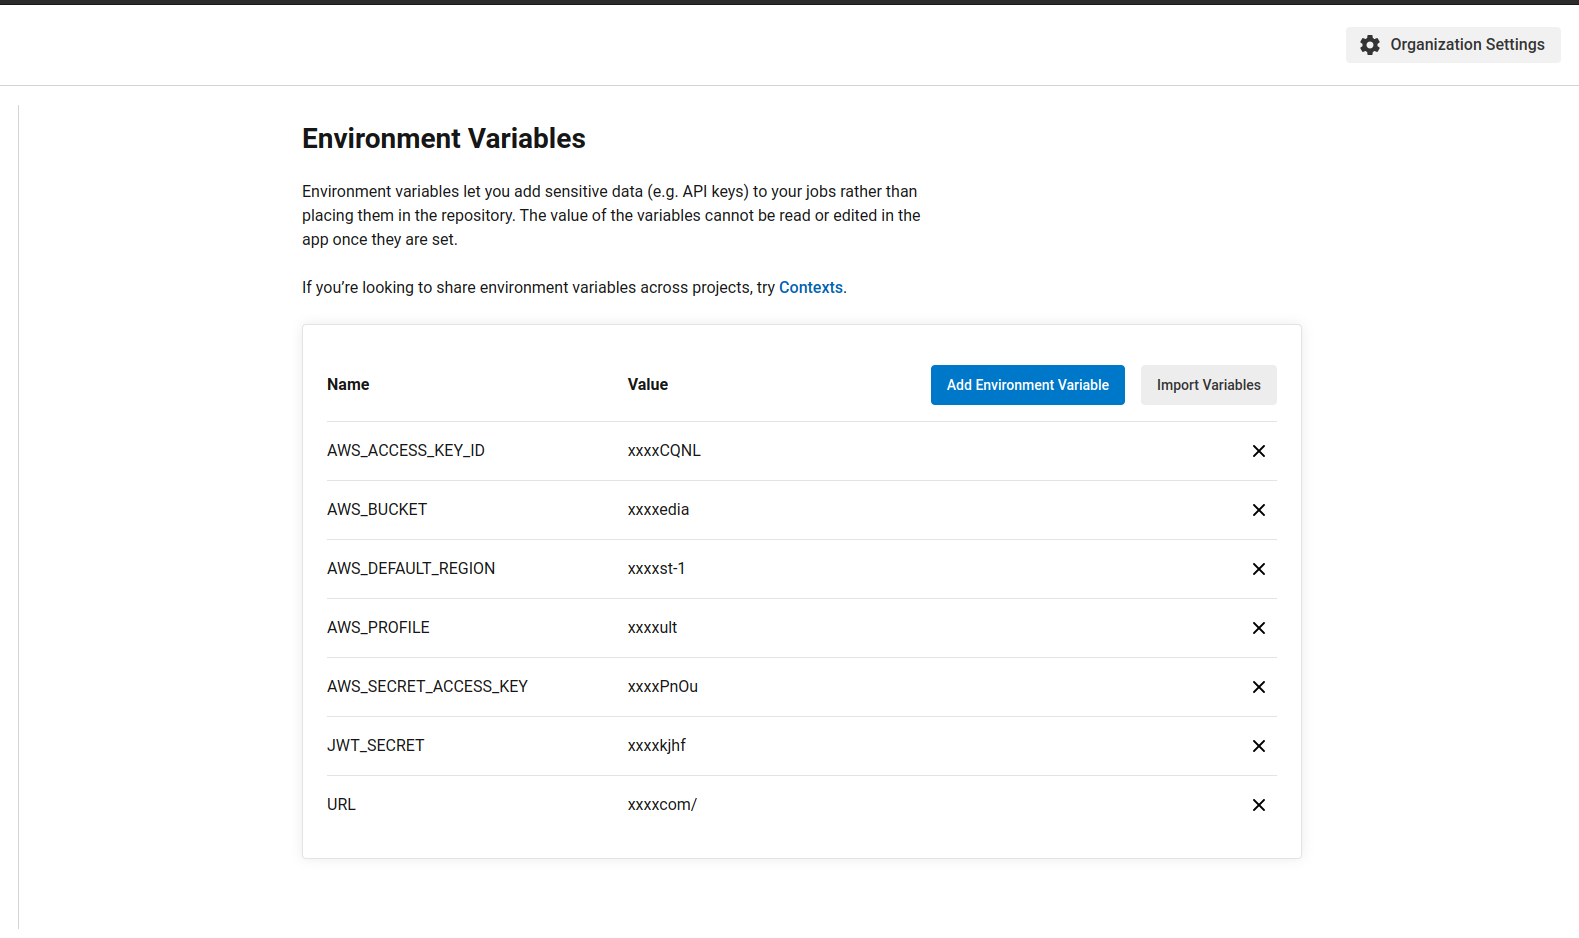 Organization Settings
Environment Variables
Environment variables let you add sensitive data (e.g. API keys) to your jobs rather than
placing them in the repository. The value of the variables cannot be read or edited in the
app once they are set.
If you’re looking to share environment variables across projects, try Contexts.
Name Value Add Environment Variable Import Variables
AWS_ACCESS_KEY_ID xxxxCQNL
AWS_BUCKET xxxxedia
AWS_DEFAULT_REGION xxxxst-1
AWS_PROFILE xxxxult
AWS_SECRET_ACCESS_KEY xxxxPnOu
JWT_SECRET xxxxkjhf
URL xxxxcom/